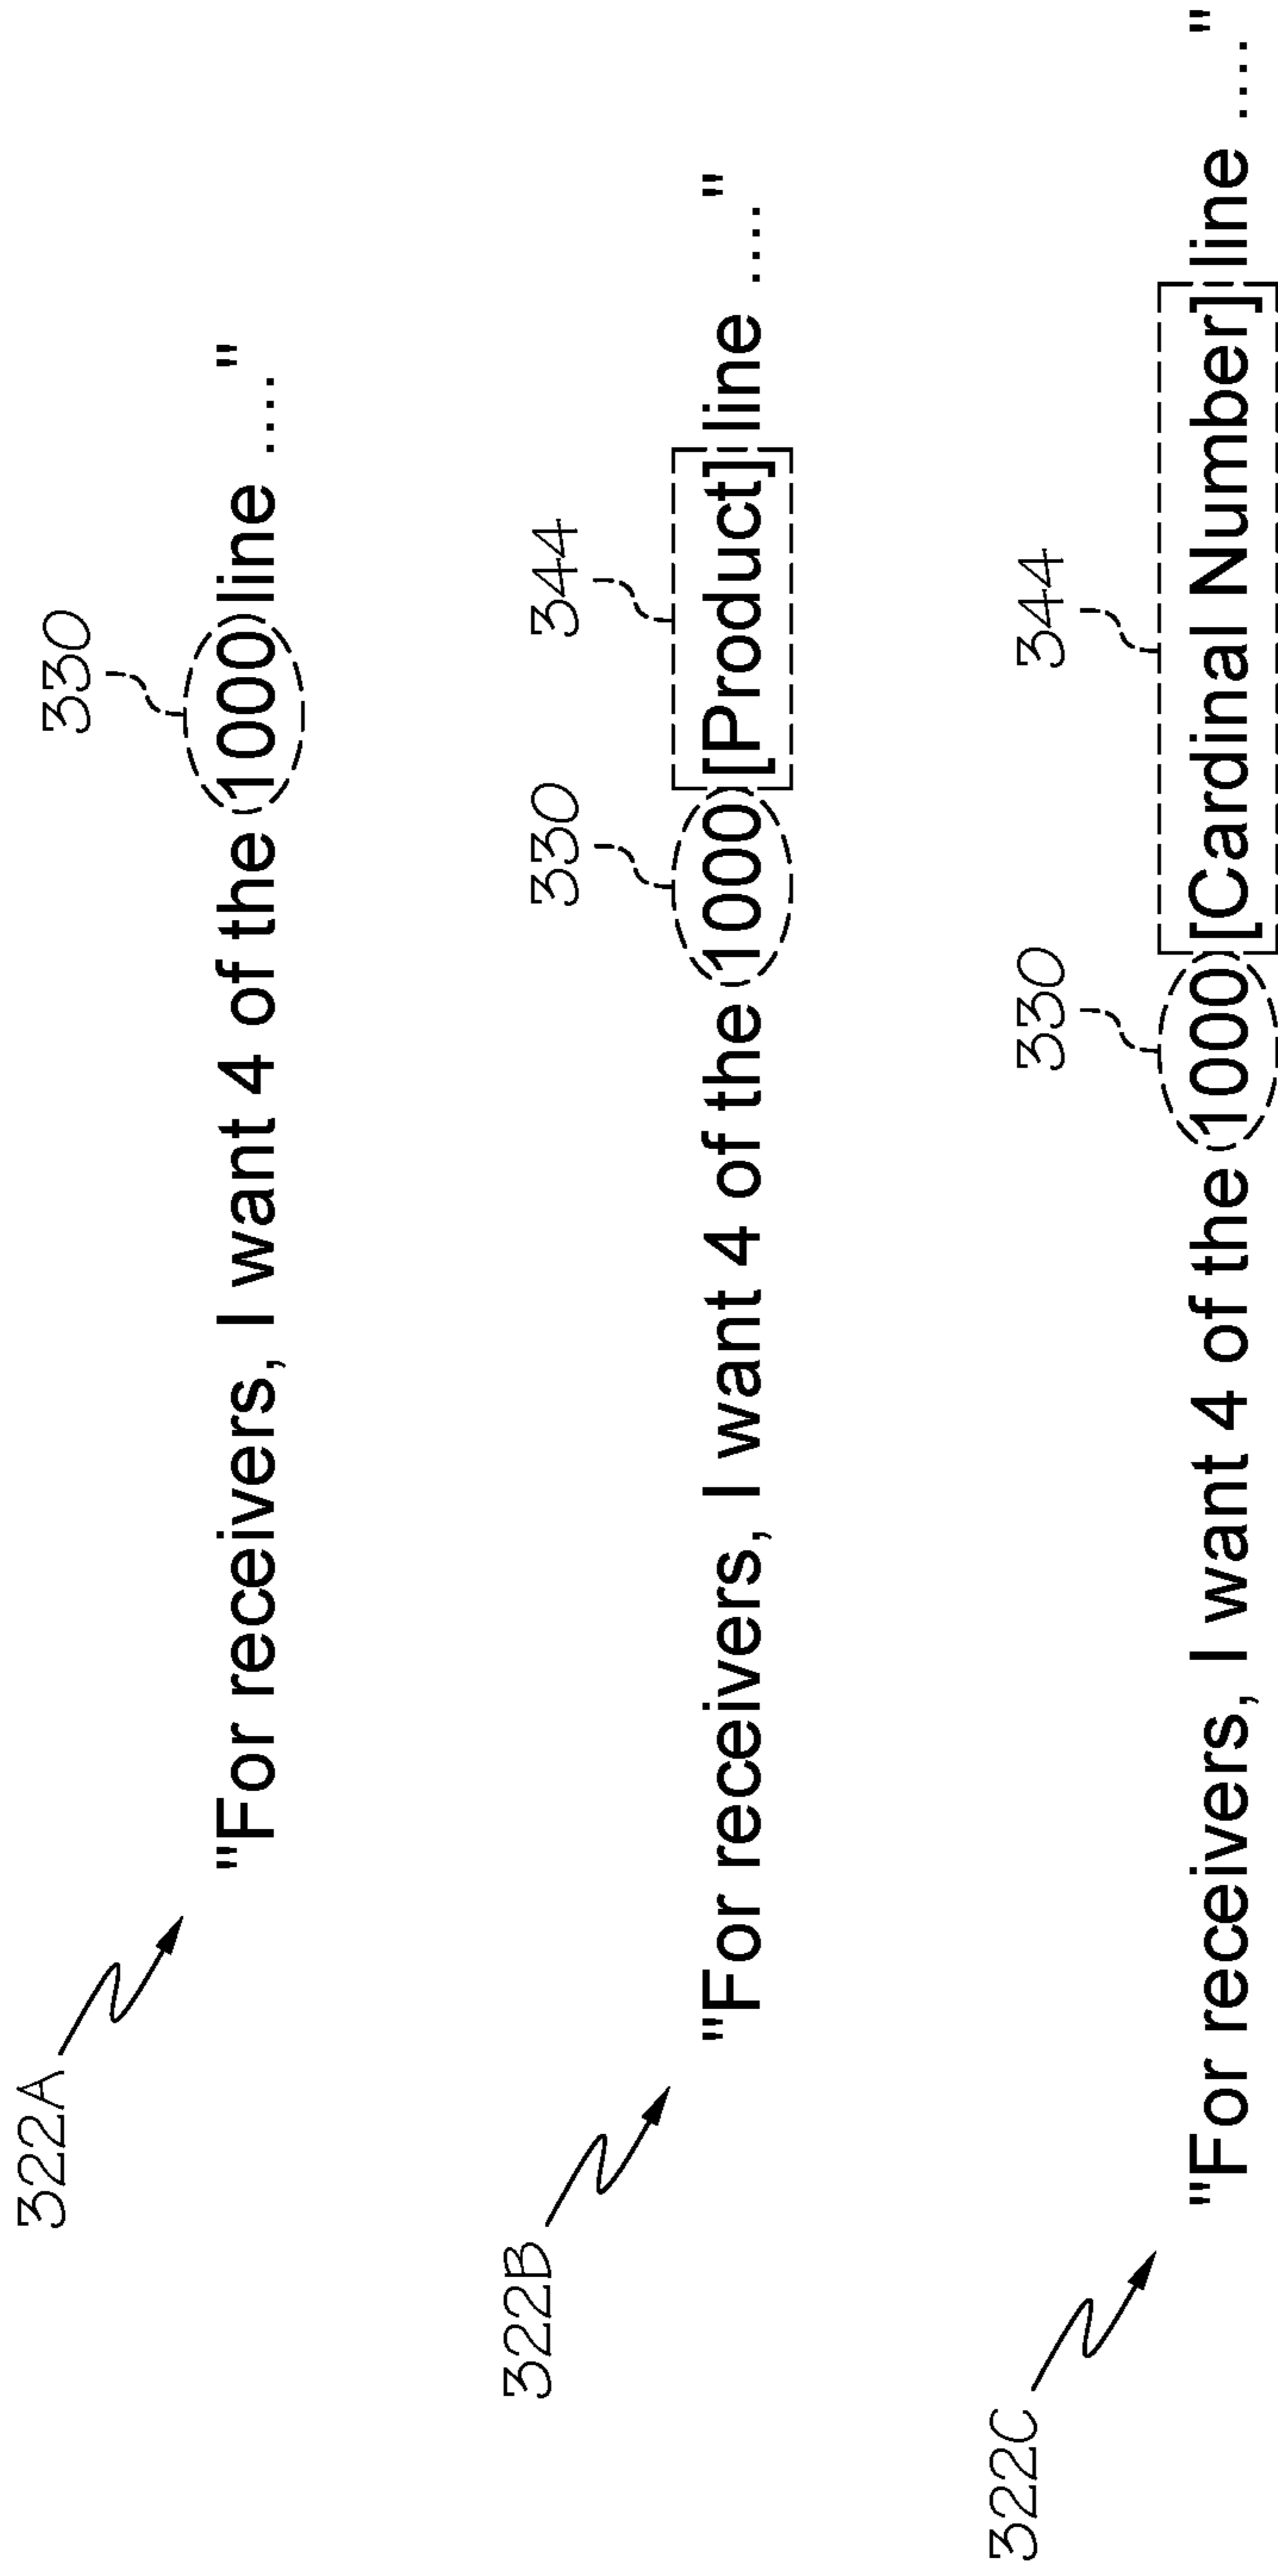 330
322A
"For receivers, I want 4 of the 1000 line ...."
330 344
322B
"For receivers, I want 4 of the 1000 [Product] line ...."
330 344
322C
"For receivers, I want 4 of the 1000 [Cardinal Number] line ...."